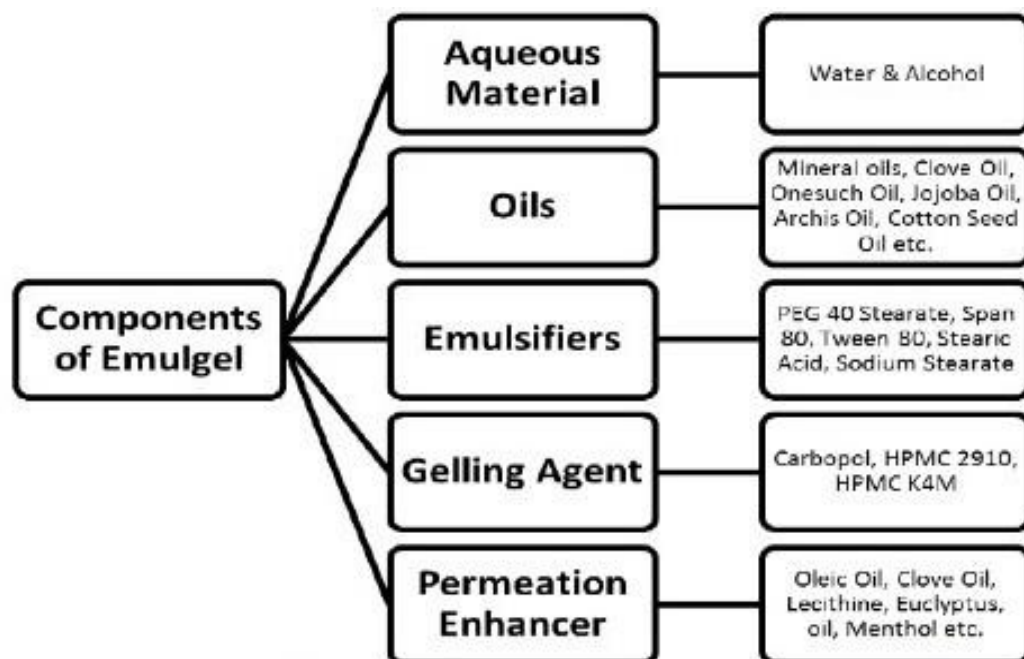 Components
of Emulgel
Aqueous
Material
Water & Alcohol
Oils
Mineral oils, Clove Oil,
Onesuch Oil, Jojoba Oil,
Archis Oil, Cotton Seed
Oil etc.
Emulsifiers
PEG 40 Stearate, Span
80, Tween 80, Stearic
Acid, Sodium Stearate
Gelling Agent
Carbopol, HPMC 2910,
HPMC K4M
Permeation
Enhancer
Oleic Oil, Clove Oil,
Lecithine, Euclyptus,
oil, Menthol etc.